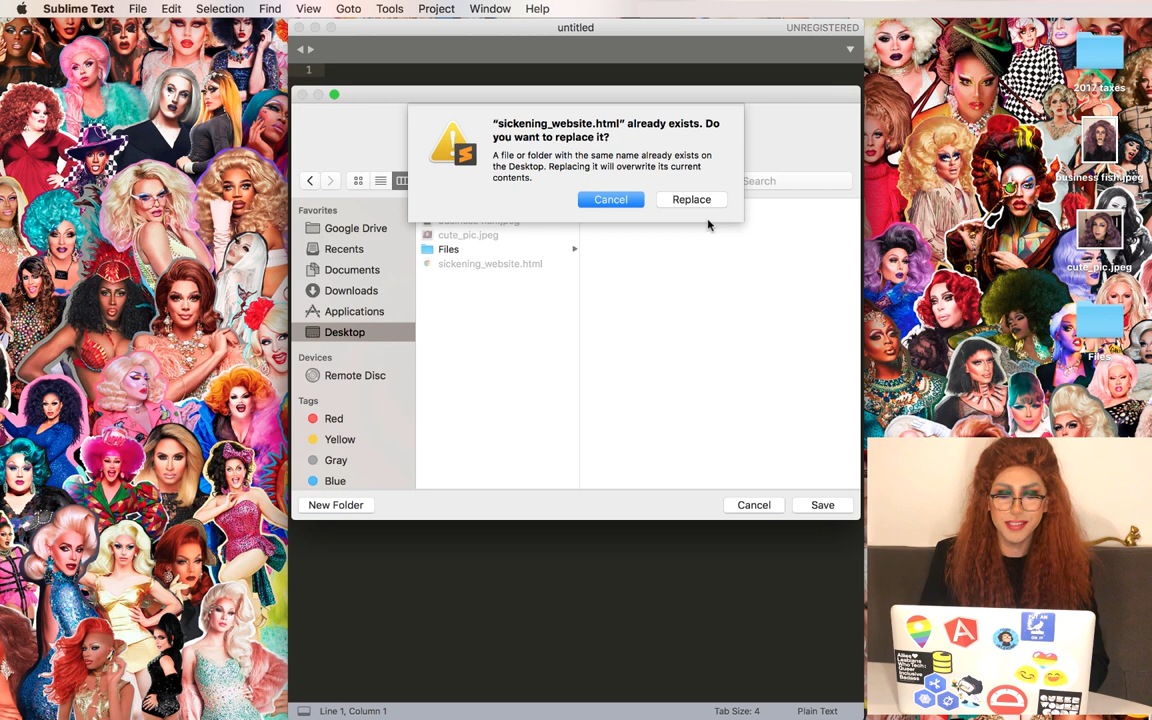 Sublime Text File Edit Selection Find View Goto Tools Project Window Help
untitled
UNREGISTERED
1
“sickening_website.html” already exists. Do
you want to replace it?
A file or folder with the same name already exists on
the Desktop. Replacing it will overwrite its current
contents.
Cancel
Replace
Search
Favorites
Google Drive
Recents
Documents
Downloads
Applications
Desktop
Devices
Remote Disc
Tags
Red
Yellow
Gray
Blue
cute_pic.jpeg
Files
sickening_website.html
New Folder
Cancel
Save
Line 1, Column 1
Tab Size: 4
Plain Text
2017 taxes
business fish.jpeg
cute_pic.jpeg
Files